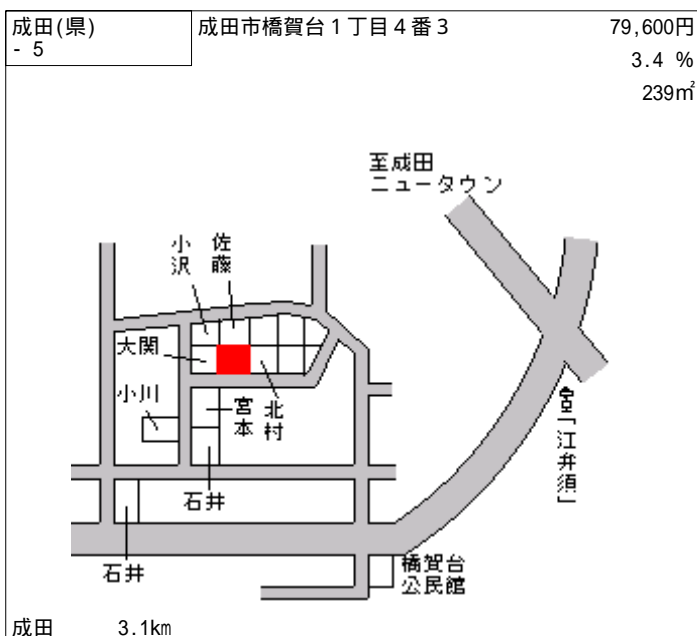 成田(県)
- 5
成田市橋賀台１丁目４番３
79,600円
3.4 %
239㎡
至成田
ニュータウン
小沢
佐藤
大関
小川
宮本
北村
石井
石井
「江弁須」
橋賀台
公民館
成田 3.1km